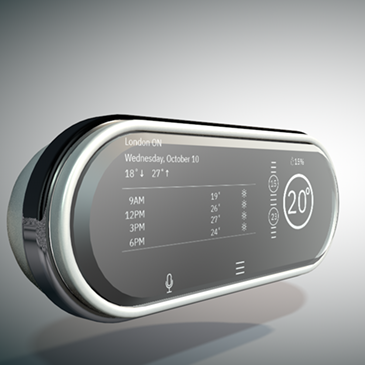 London ON
Wednesday, October 10
18°↓ 27°↑
9AM 19°
12PM 26°
3PM 27°
6PM 24°
20°